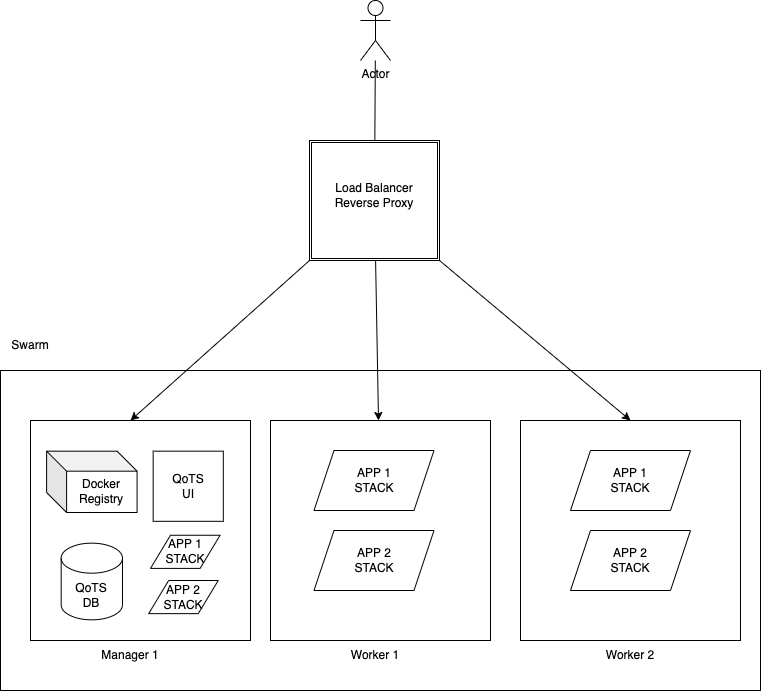 Actor
Load Balancer
Reverse Proxy
Swarm
Docker
Registry
QoTS
UI
APP 1
STACK
QoTS
DB
APP 2
STACK
Manager 1
APP 1
STACK
APP 2
STACK
Worker 1
APP 1
STACK
APP 2
STACK
Worker 2